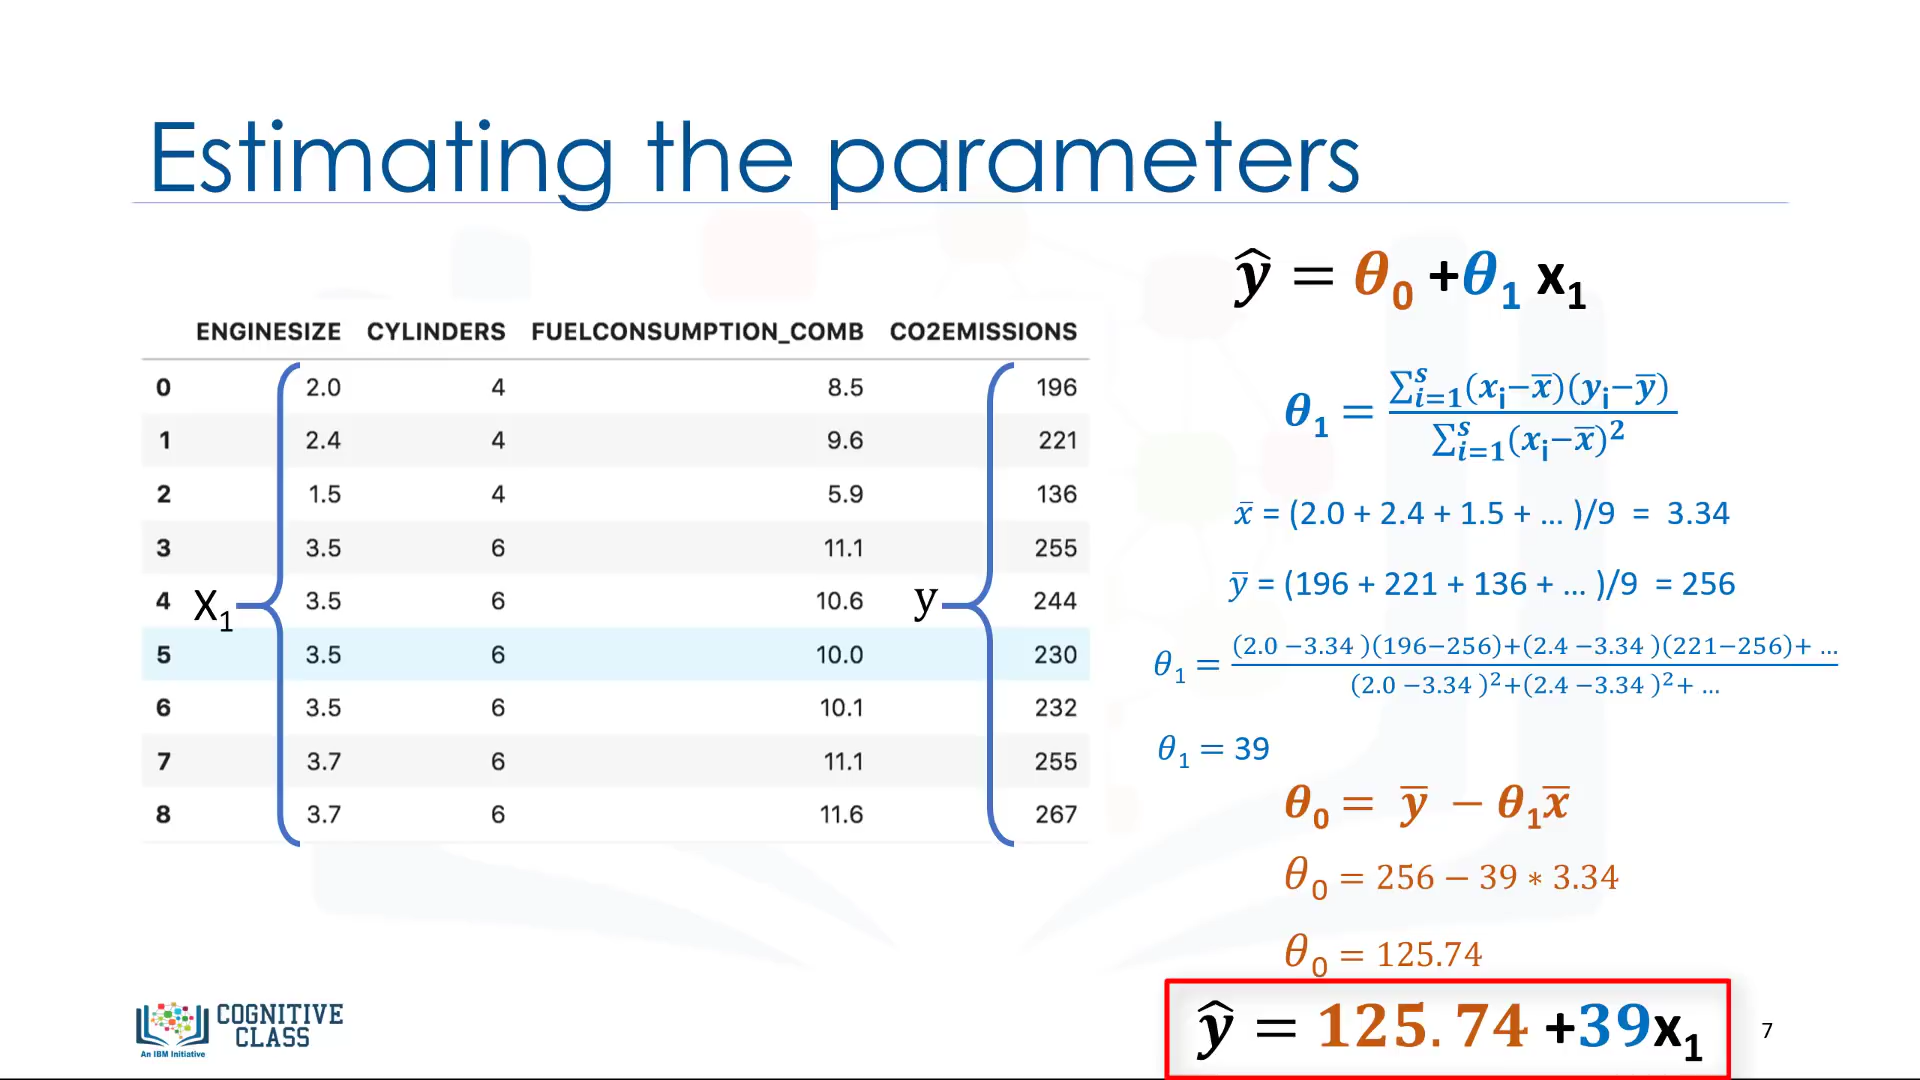 Estimating the parameters
ENGINESIZE CYLINDERS FUELCONSUMPTION_COMB CO2EMISSIONS
0 2.0 4 8.5 196
1 2.4 4 9.6 221
2 1.5 4 5.9 136
3 3.5 6 11.1 255
4 3.5 6 10.6 244
5 3.5 6 10.0 230
6 3.5 6 10.1 232
7 3.7 6 11.1 255
8 3.7 6 11.6 267
X₁
y
ŷ = θ₀ +θ₁ x₁
θ₁ = ∑ˢᵢ₌₁(xᵢ−x̅)(yᵢ−y̅) / ∑ˢᵢ₌₁(xᵢ−x̅)²
x̅ = (2.0 + 2.4 + 1.5 + ... )/9 = 3.34
y̅ = (196 + 221 + 136 + ... )/9 = 256
θ₁ = (2.0 −3.34 )(196−256)+(2.4 −3.34 )(221−256)+ ... / (2.0 −3.34 )²+(2.4 −3.34 )²+ ...
θ₁ = 39
θ₀ = y̅ − θ₁x̅
θ₀ = 256 − 39 ∗ 3.34
θ₀ = 125.74
ŷ = 125.74 +39x₁
COGNITIVE
CLASS
An IBM Initiative
7